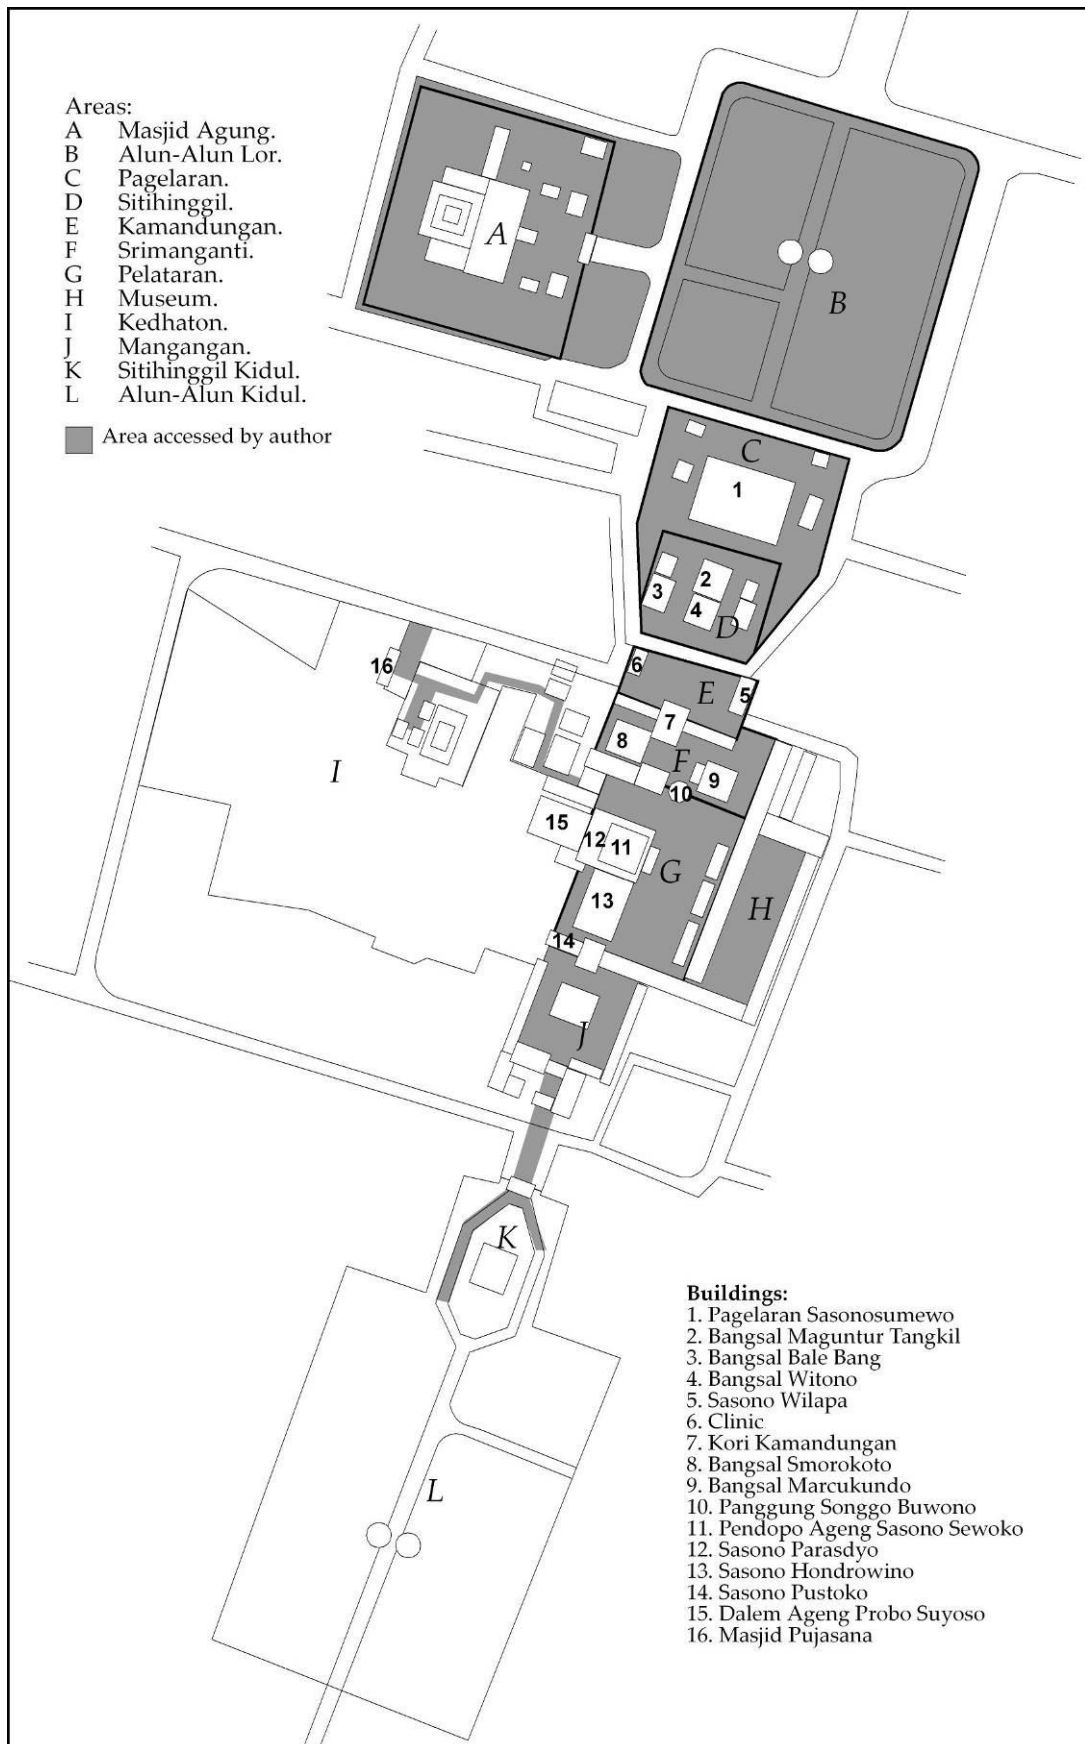 Areas:
A Masjid Agung.
B Alun-Alun Lor.
C Pagelaran.
D Sitihinggil.
E Kamandungan.
F Srimanganti.
G Pelataran.
H Museum.
I Kedhaton.
J Mangangan.
K Sitihinggil Kidul.
L Alun-Alun Kidul.
Area accessed by author
A
B
C
1
2
3
4
D
6
16
E
5
7
8
F
9
I
10
15
12
11
G
13
H
14
J
K
L
Buildings:
1. Pagelaran Sasonosumewo
2. Bangsal Maguntur Tangkil
3. Bangsal Bale Bang
4. Bangsal Witono
5. Sasono Wilapa
6. Clinic
7. Kori Kamandungan
8. Bangsal Smorokoto
9. Bangsal Marcukundo
10. Panggung Songgo Buwono
11. Pendopo Ageng Sasono Sewoko
12. Sasono Parasdyo
13. Sasono Hondrowino
14. Sasono Pustoko
15. Dalem Ageng Probo Suyoso
16. Masjid Pujasana